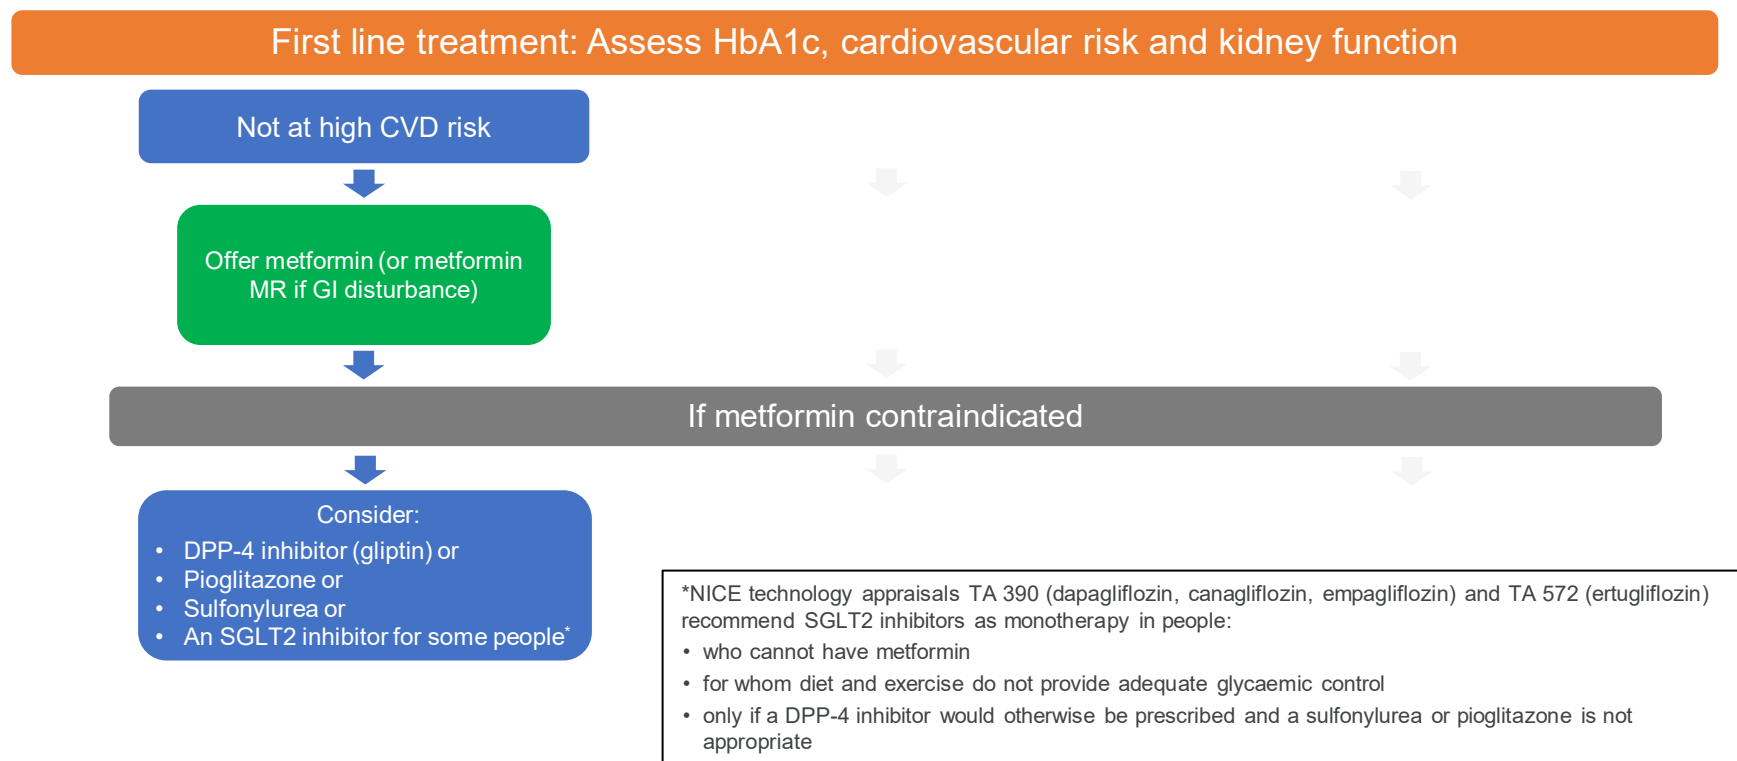 First line treatment: Assess HbA1c, cardiovascular risk and kidney function
Not at high CVD risk
Offer metformin (or metformin
MR if GI disturbance)
If metformin contraindicated
Consider:
• DPP-4 inhibitor (gliptin) or
• Pioglitazone or
• Sulfonylurea or
• An SGLT2 inhibitor for some people*
*NICE technology appraisals TA 390 (dapagliflozin, canagliflozin, empagliflozin) and TA 572 (ertugliflozin)
recommend SGLT2 inhibitors as monotherapy in people:
• who cannot have metformin
• for whom diet and exercise do not provide adequate glycaemic control
• only if a DPP-4 inhibitor would otherwise be prescribed and a sulfonylurea or pioglitazone is not
appropriate